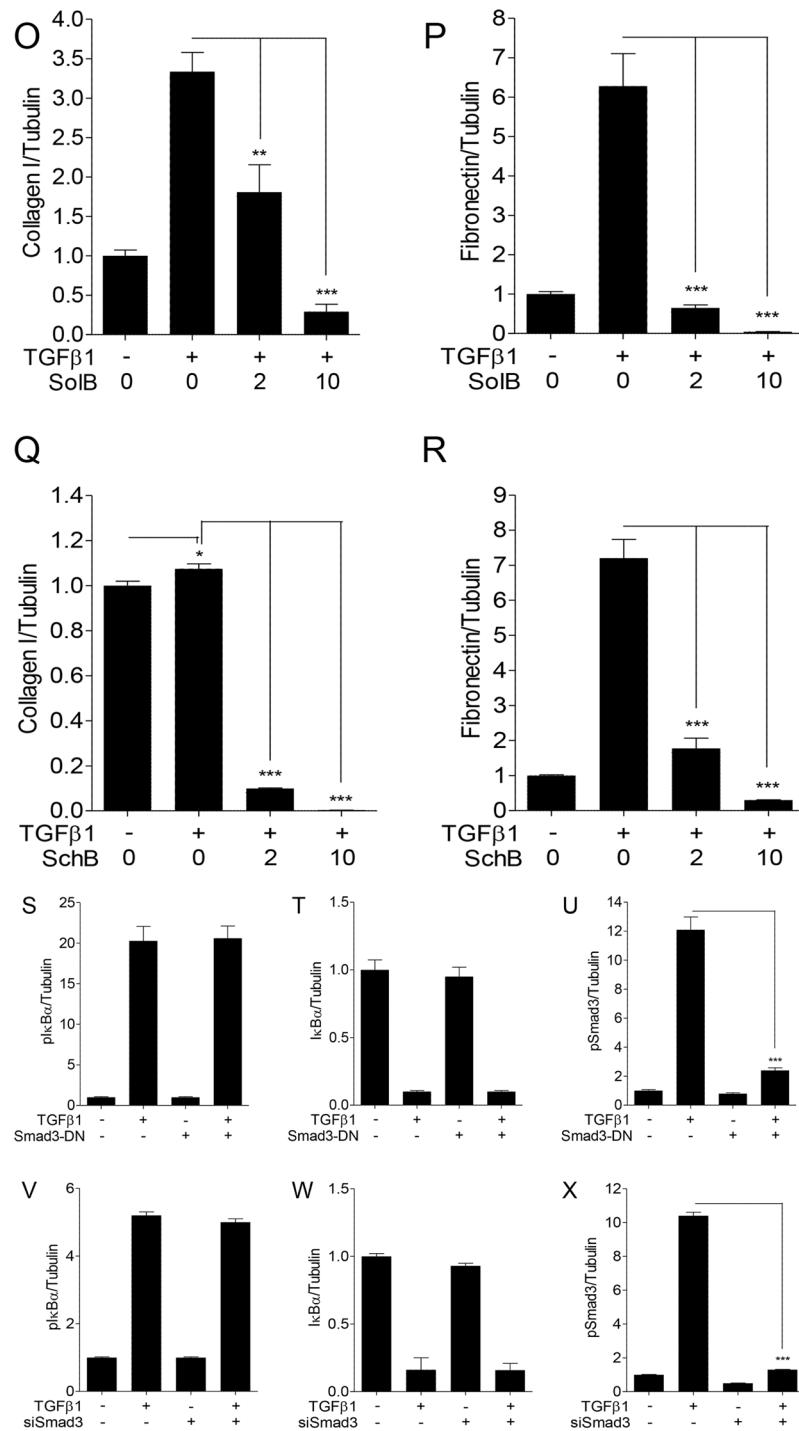 O
P
Collagen I/Tubulin
4.0
3.5
3.0
2.5
2.0
1.5
1.0
0.5
0.0
**
***
TGFβ1 - + + +
SolB 0 0 2 10
Fibronectin/Tubulin
8
7
6
5
4
3
2
1
0
***
***
TGFβ1 - + + +
SolB 0 0 2 10
Q
R
Collagen I/Tubulin
1.4
1.2
1.0
0.8
0.6
0.4
0.2
0.0
*
***
***
TGFβ1 - + + +
SchB 0 0 2 10
Fibronectin/Tubulin
9
8
7
6
5
4
3
2
1
0
***
***
TGFβ1 - + + +
SchB 0 0 2 10
S
T
U
pIκBα/Tubulin
25
20
15
10
5
0
TGFβ1 - + - +
Smad3-DN - - + +
IκBα/Tubulin
1.5
1.0
0.5
0.0
TGFβ1 - + - +
Smad3-DN - - + +
pSmad3/Tubulin
14
12
10
8
6
4
2
0
***
TGFβ1 - + - +
Smad3-DN - - + +
V
W
X
pIκBα/Tubulin
6
4
2
0
TGFβ1 - + - +
siSmad3 - - + +
IκBα/Tubulin
1.5
1.0
0.5
0.0
TGFβ1 - + - +
siSmad3 - - + +
pSmad3/Tubulin
12
10
8
6
4
2
0
***
TGFβ1 - + - +
siSmad3 - - + +